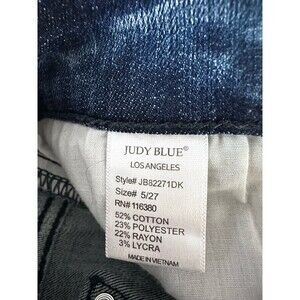 JUDY BLUE®
LOS ANGELES
Style# JB82271DK
Size# 5/27
RN# 116380
52% COTTON
23% POLYESTER
22% RAYON
3% LYCRA
MADE IN VIETNAM